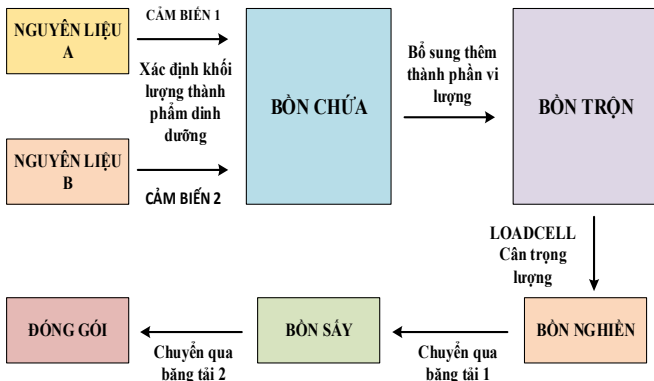 NGUYÊN LIỆU
A
CẢM BIẾN 1
Xác định khối
lượng thành
phẩm dinh
dưỡng
NGUYÊN LIỆU
B
CẢM BIẾN 2
BỒN CHỨA
Bổ sung thêm
thành phần vi
lượng
BỒN TRỘN
LOADCELL
Cân trọng
lượng
BỒN NGHIỀN
Chuyển qua
băng tải 1
BỒN SẤY
Chuyển qua
băng tải 2
ĐÓNG GÓI